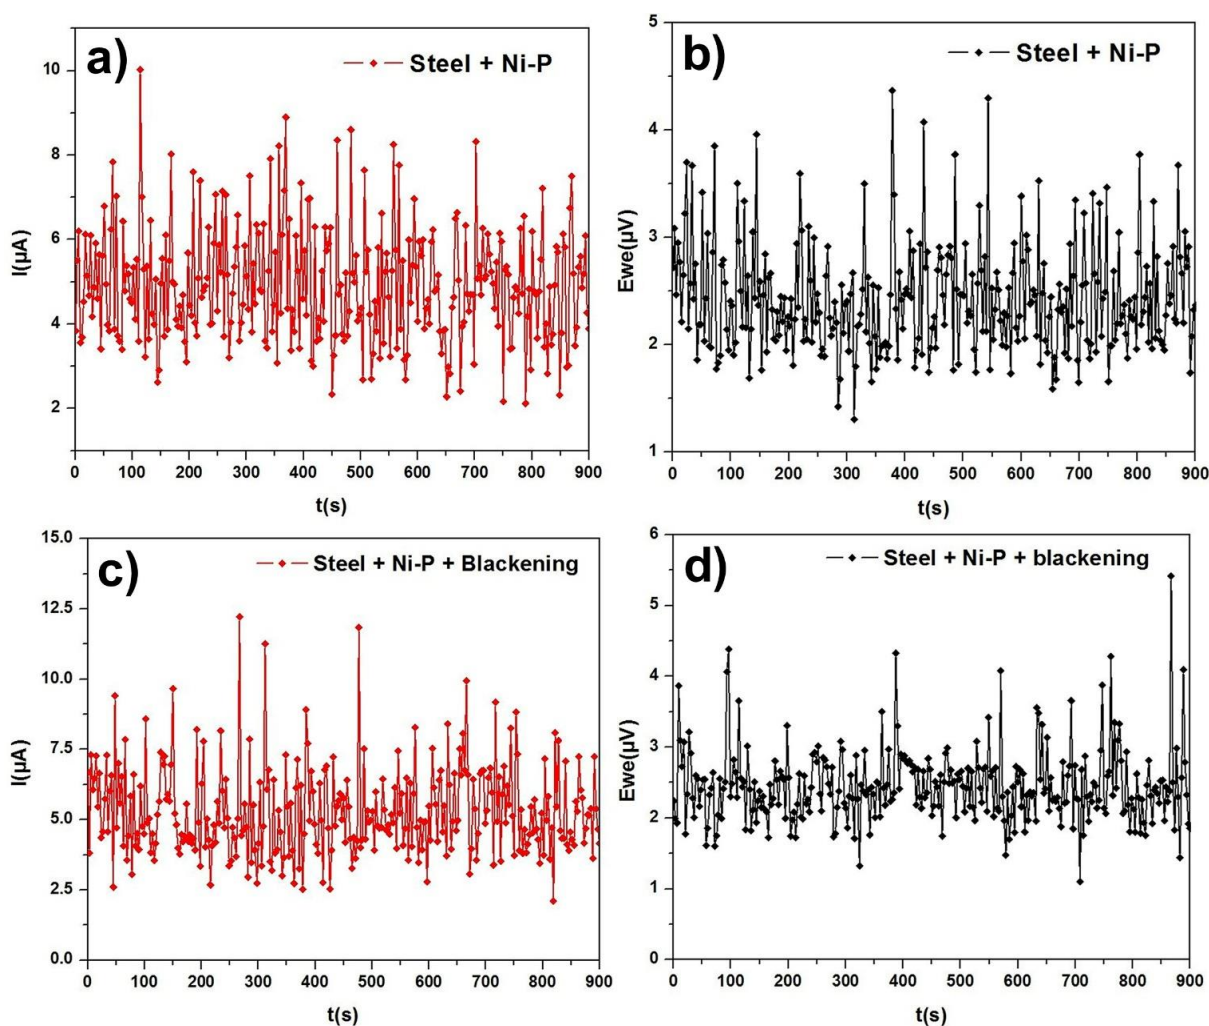 a)
Steel + Ni-P
I(µA)
10
8
6
4
2
0 100 200 300 400 500 600 700 800 900
t(s)
b)
Steel + Ni-P
Ewe(µV)
5
4
3
2
1
0 100 200 300 400 500 600 700 800 900
t(s)
c)
Steel + Ni-P + Blackening
I(µA)
15.0
12.5
10.0
7.5
5.0
2.5
0.0
0 100 200 300 400 500 600 700 800 900
t(s)
d)
Steel + Ni-P + blackening
Ewe(µV)
6
5
4
3
2
1
0
0 100 200 300 400 500 600 700 800 900
t(s)